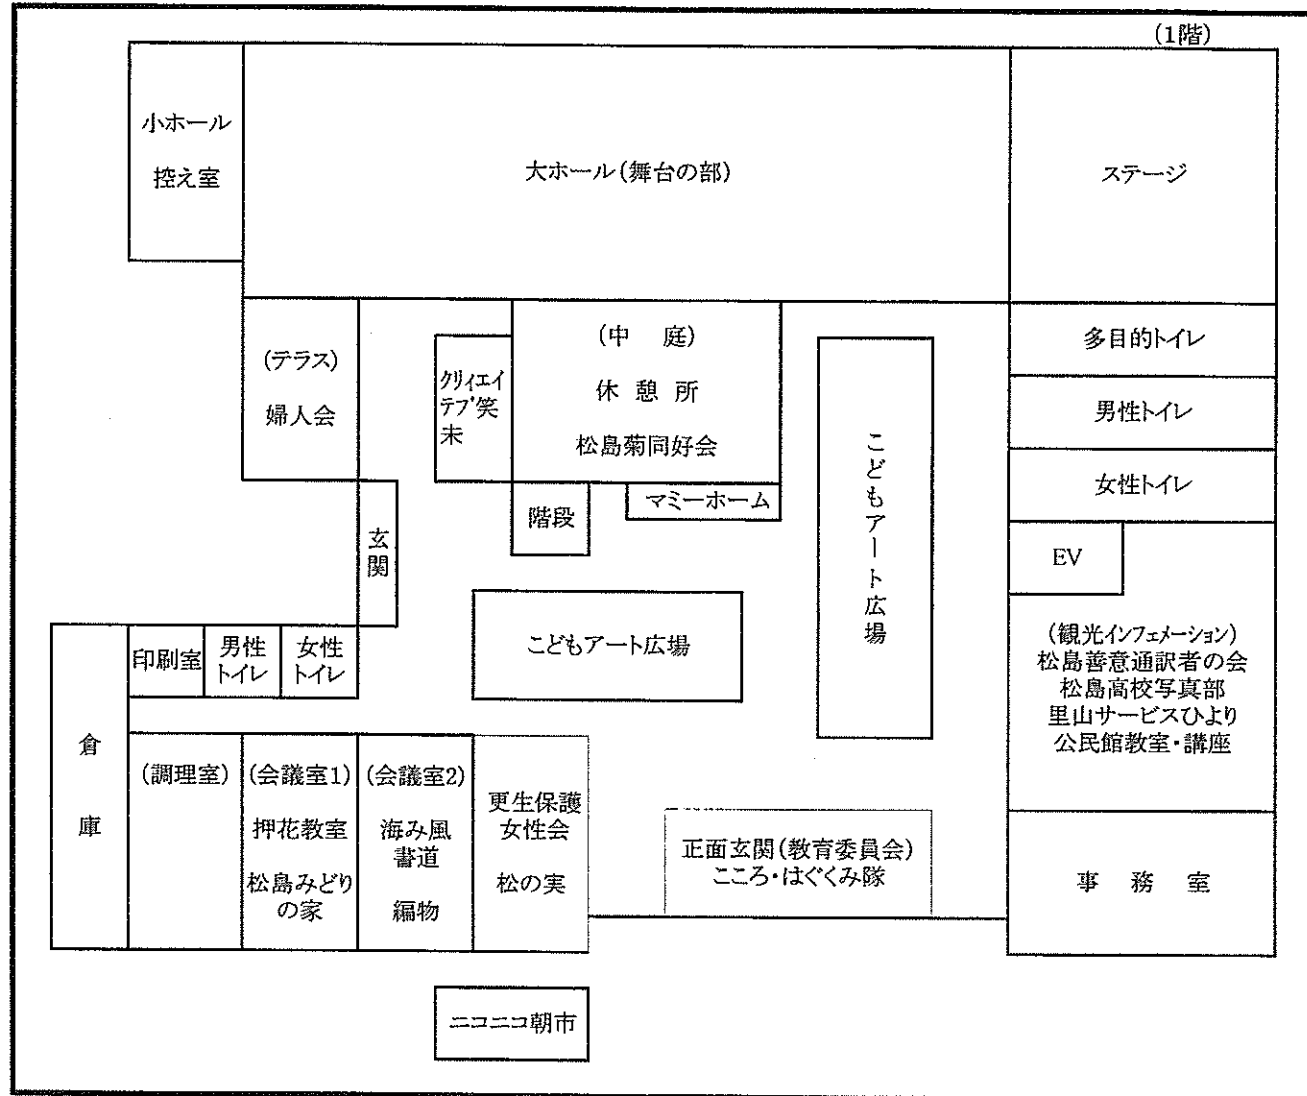 (1階)
小ホール
控え室
大ホール(舞台の部)
ステージ
(テラス)
婦人会
クリィエイ
テブ笑
未
(中 庭)
休 憩 所
松島菊同好会
マミーホーム
階段
こどもアート広場
多目的トイレ
男性トイレ
女性トイレ
EV
玄関
こどもアート広場
(観光インフェメーション)
松島善意通訳者の会
松島高校写真部
里山サービスひより
公民館教室・講座
倉庫
印刷室
男性
トイレ
女性
トイレ
(調理室)
(会議室1)
押花教室
松島みどり
の家
(会議室2)
海み風
書道
編物
更生保護
女性会
松の実
正面玄関(教育委員会)
こころ・はぐくみ隊
事 務 室
ニコニコ朝市